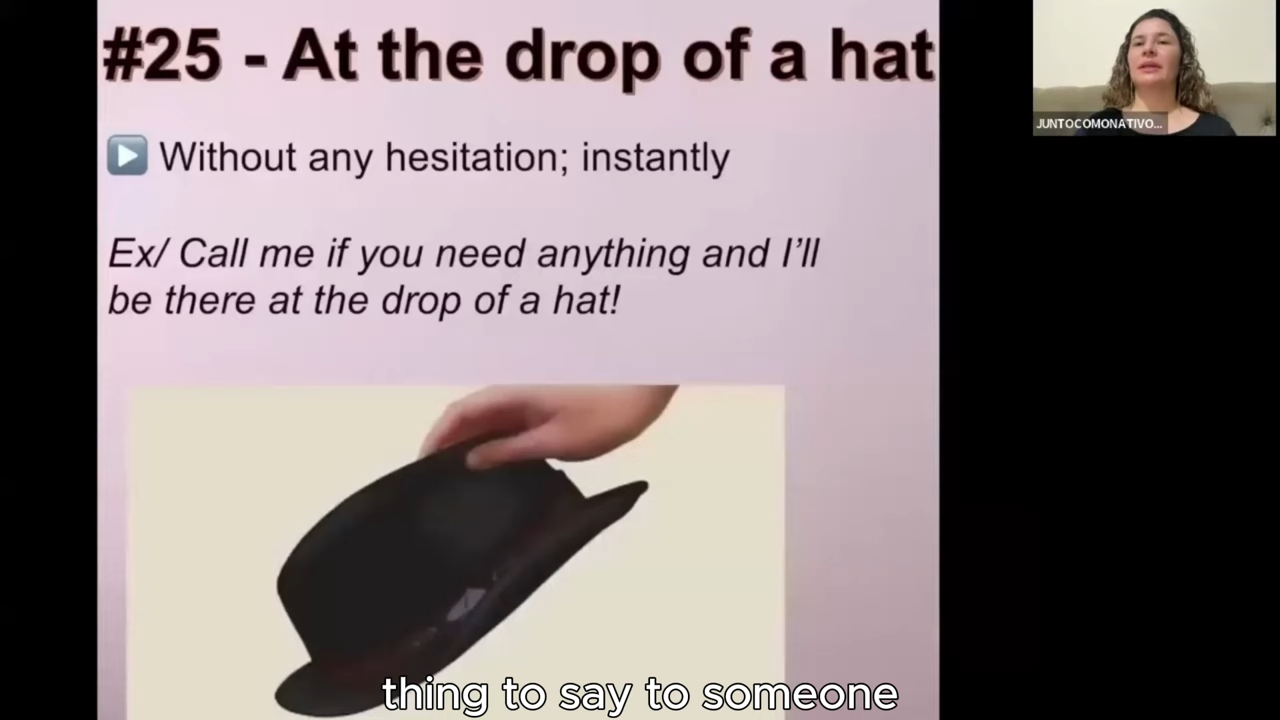 #25 - At the drop of a hat
Without any hesitation; instantly
Ex/ Call me if you need anything and I'll
be there at the drop of a hat!
JUNTOCOMONATIVO...
thing to say to someone